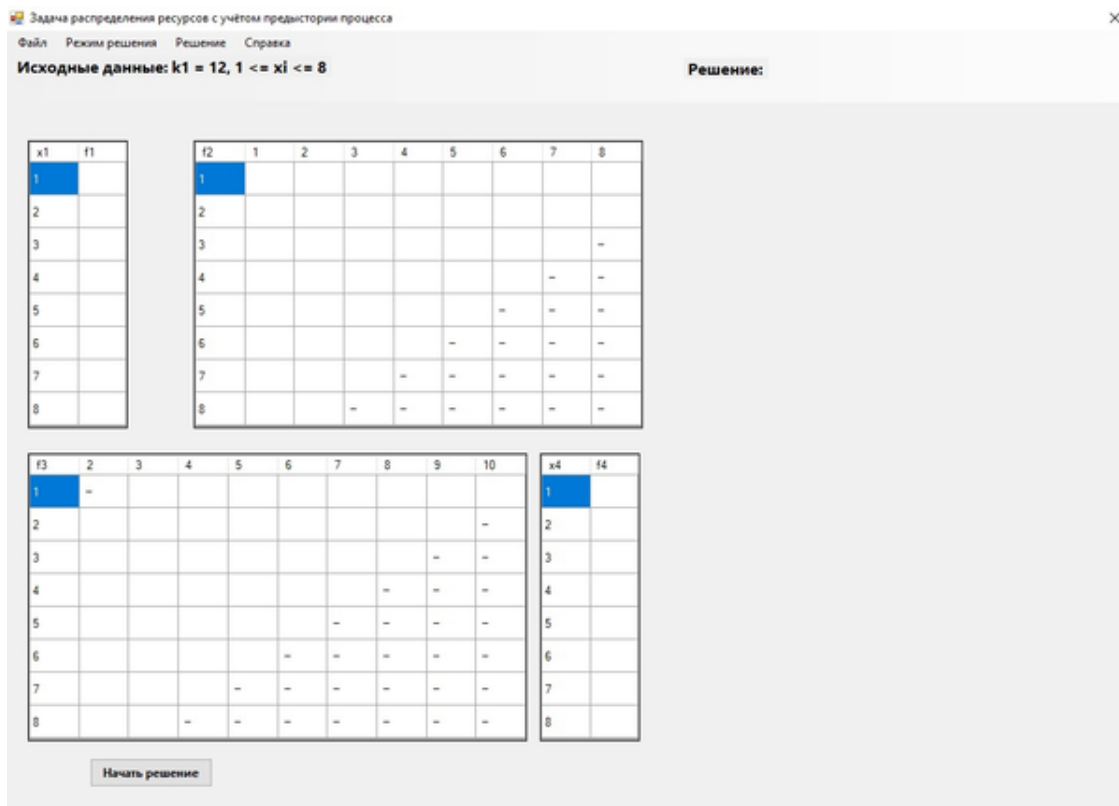 Задача распределения ресурсов с учётом предыстории процесса
Файл Режим решения Решение Справка
Исходные данные: k1 = 12, 1 <= xi <= 8
Решение:
x1 f1
1
2
3
4
5
6
7
8
f2 1 2 3 4 5 6 7 8
1
2
3 -
4 - -
5 - - -
6 - - - -
7 - - - - -
8 - - - - - -
f3 2 3 4 5 6 7 8 9 10
1 -
2 -
3 - -
4 - - -
5 - - - -
6 - - - - -
7 - - - - - -
8 - - - - - - -
x4 f4
1
2
3
4
5
6
7
8
Начать решение